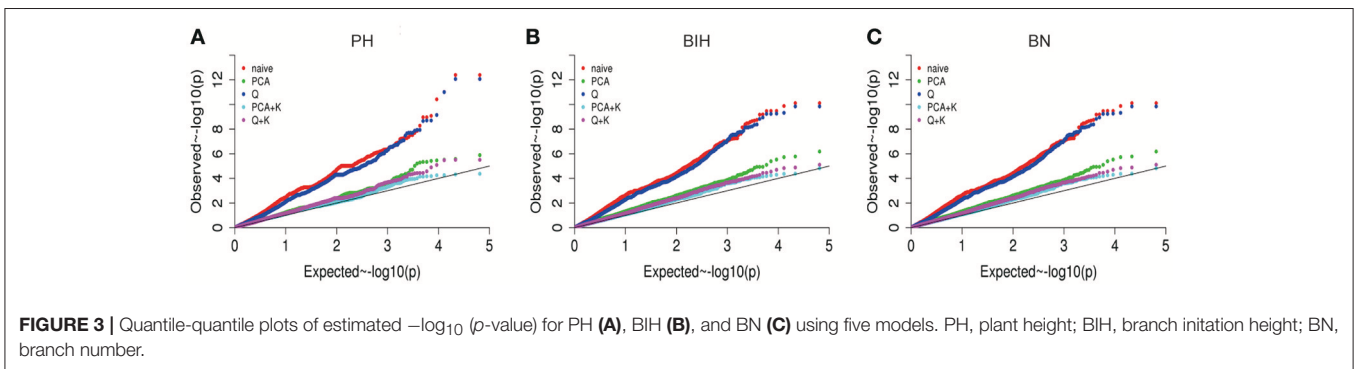 A PH
B BIH
C BN
Observed~-log10(p)
12
8
6
4
2
0
naive
PCA
Q
PCA+K
Q+K
0 1 2 3 4 5
Expected~-log10(p)
Observed~-log10(p)
12
8
6
4
2
0
naive
PCA
Q
PCA+K
Q+K
0 1 2 3 4 5
Expected~-log10(p)
Observed~-log10(p)
12
8
6
4
2
0
naive
PCA
Q
PCA+K
Q+K
0 1 2 3 4 5
Expected~-log10(p)
FIGURE 3 | Quantile-quantile plots of estimated −log10 (p-value) for PH (A), BIH (B), and BN (C) using five models. PH, plant height; BIH, branch initation height; BN,
branch number.